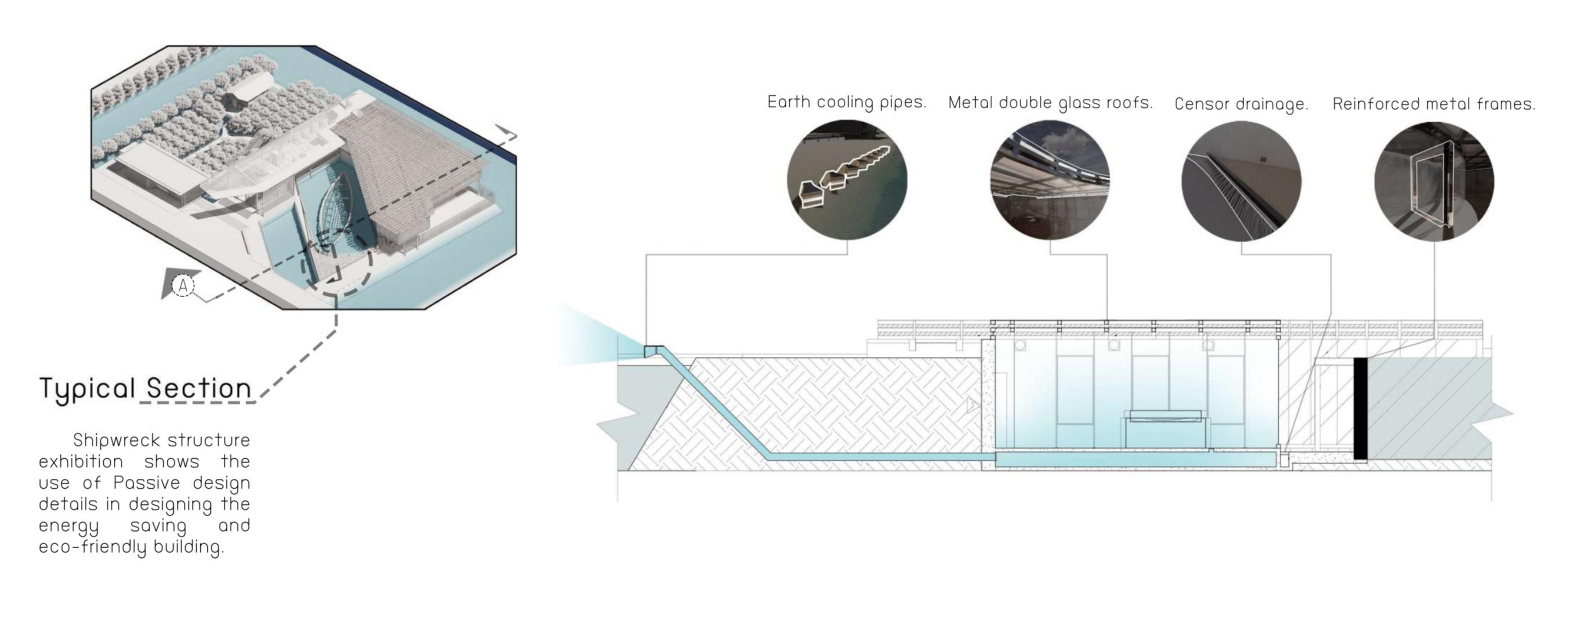 Earth cooling pipes.
Metal double glass roofs.
Censor drainage.
Reinforced metal frames.
A
Typical Section
Shipwreck structure
exhibition shows the
use of Passive design
details in designing the
energy saving and
eco-friendly building.